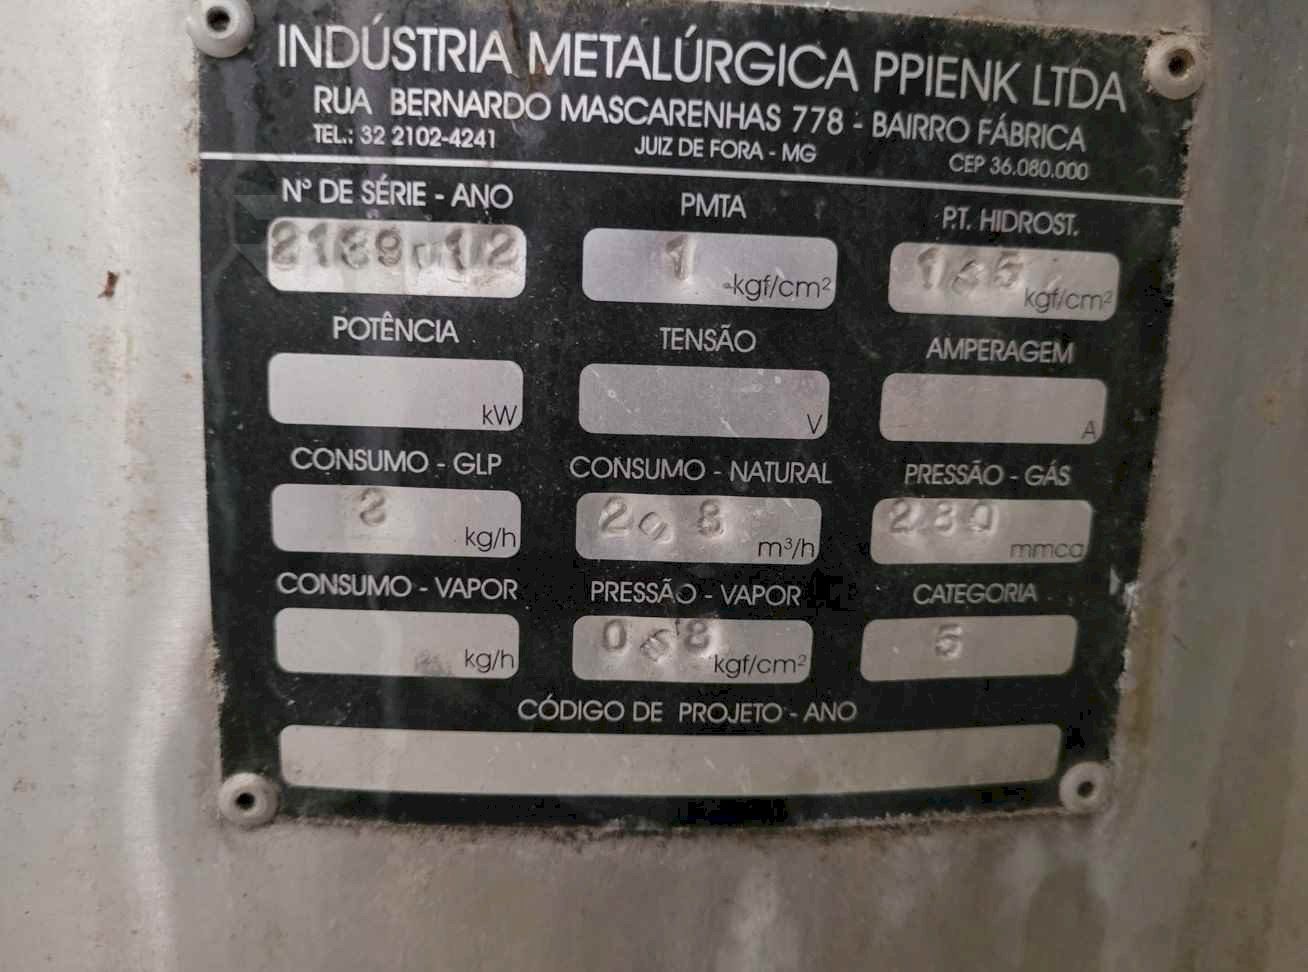 INDÚSTRIA METALÚRGICA PPIENK LTDA
RUA BERNARDO MASCARENHAS 778 - BAIRRO FÁBRICA
TEL.: 32 2102-4241 JUIZ DE FORA - MG CEP 36.080.000
Nº DE SÉRIE - ANO PMTA P.T. HIDROST.
1 kgf/cm² kgf/cm²
POTÊNCIA TENSÃO AMPERAGEM
kW V A
CONSUMO - GLP CONSUMO - NATURAL PRESSÃO - GÁS
kg/h m³/h 280 mmca
CONSUMO - VAPOR PRESSÃO - VAPOR CATEGORIA
kg/h kgf/cm² 5
CÓDIGO DE PROJETO - ANO